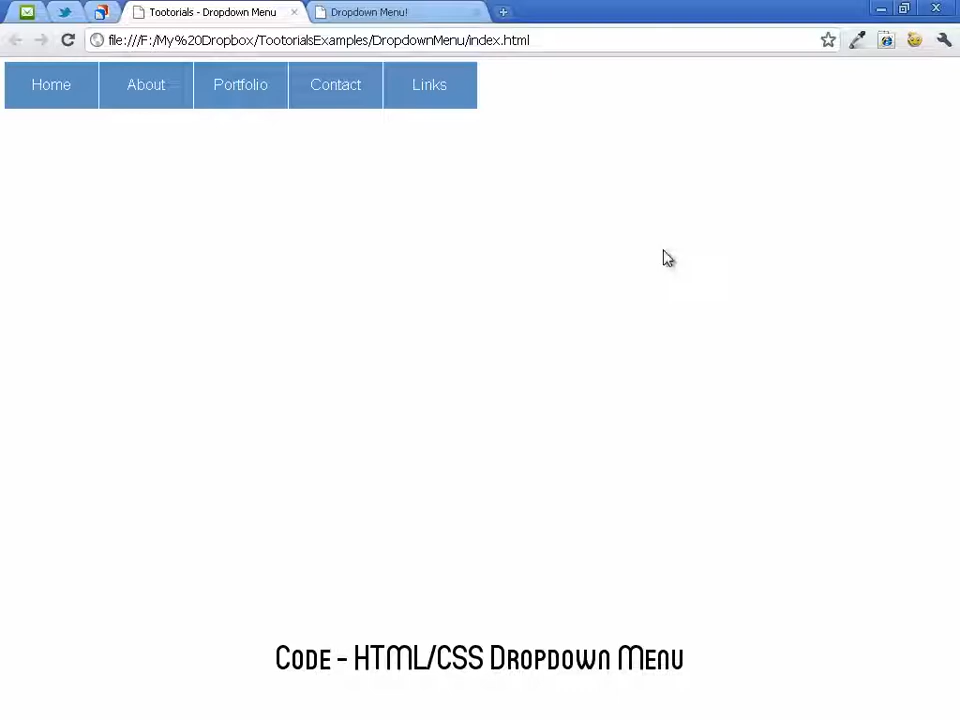 Tootorials - Dropdown Menu
Dropdown Menu!
file:///F:/My%20Dropbox/TootorialsExamples/DropdownMenu/index.html
Home About Portfolio Contact Links
Code - HTML/CSS Dropdown Menu